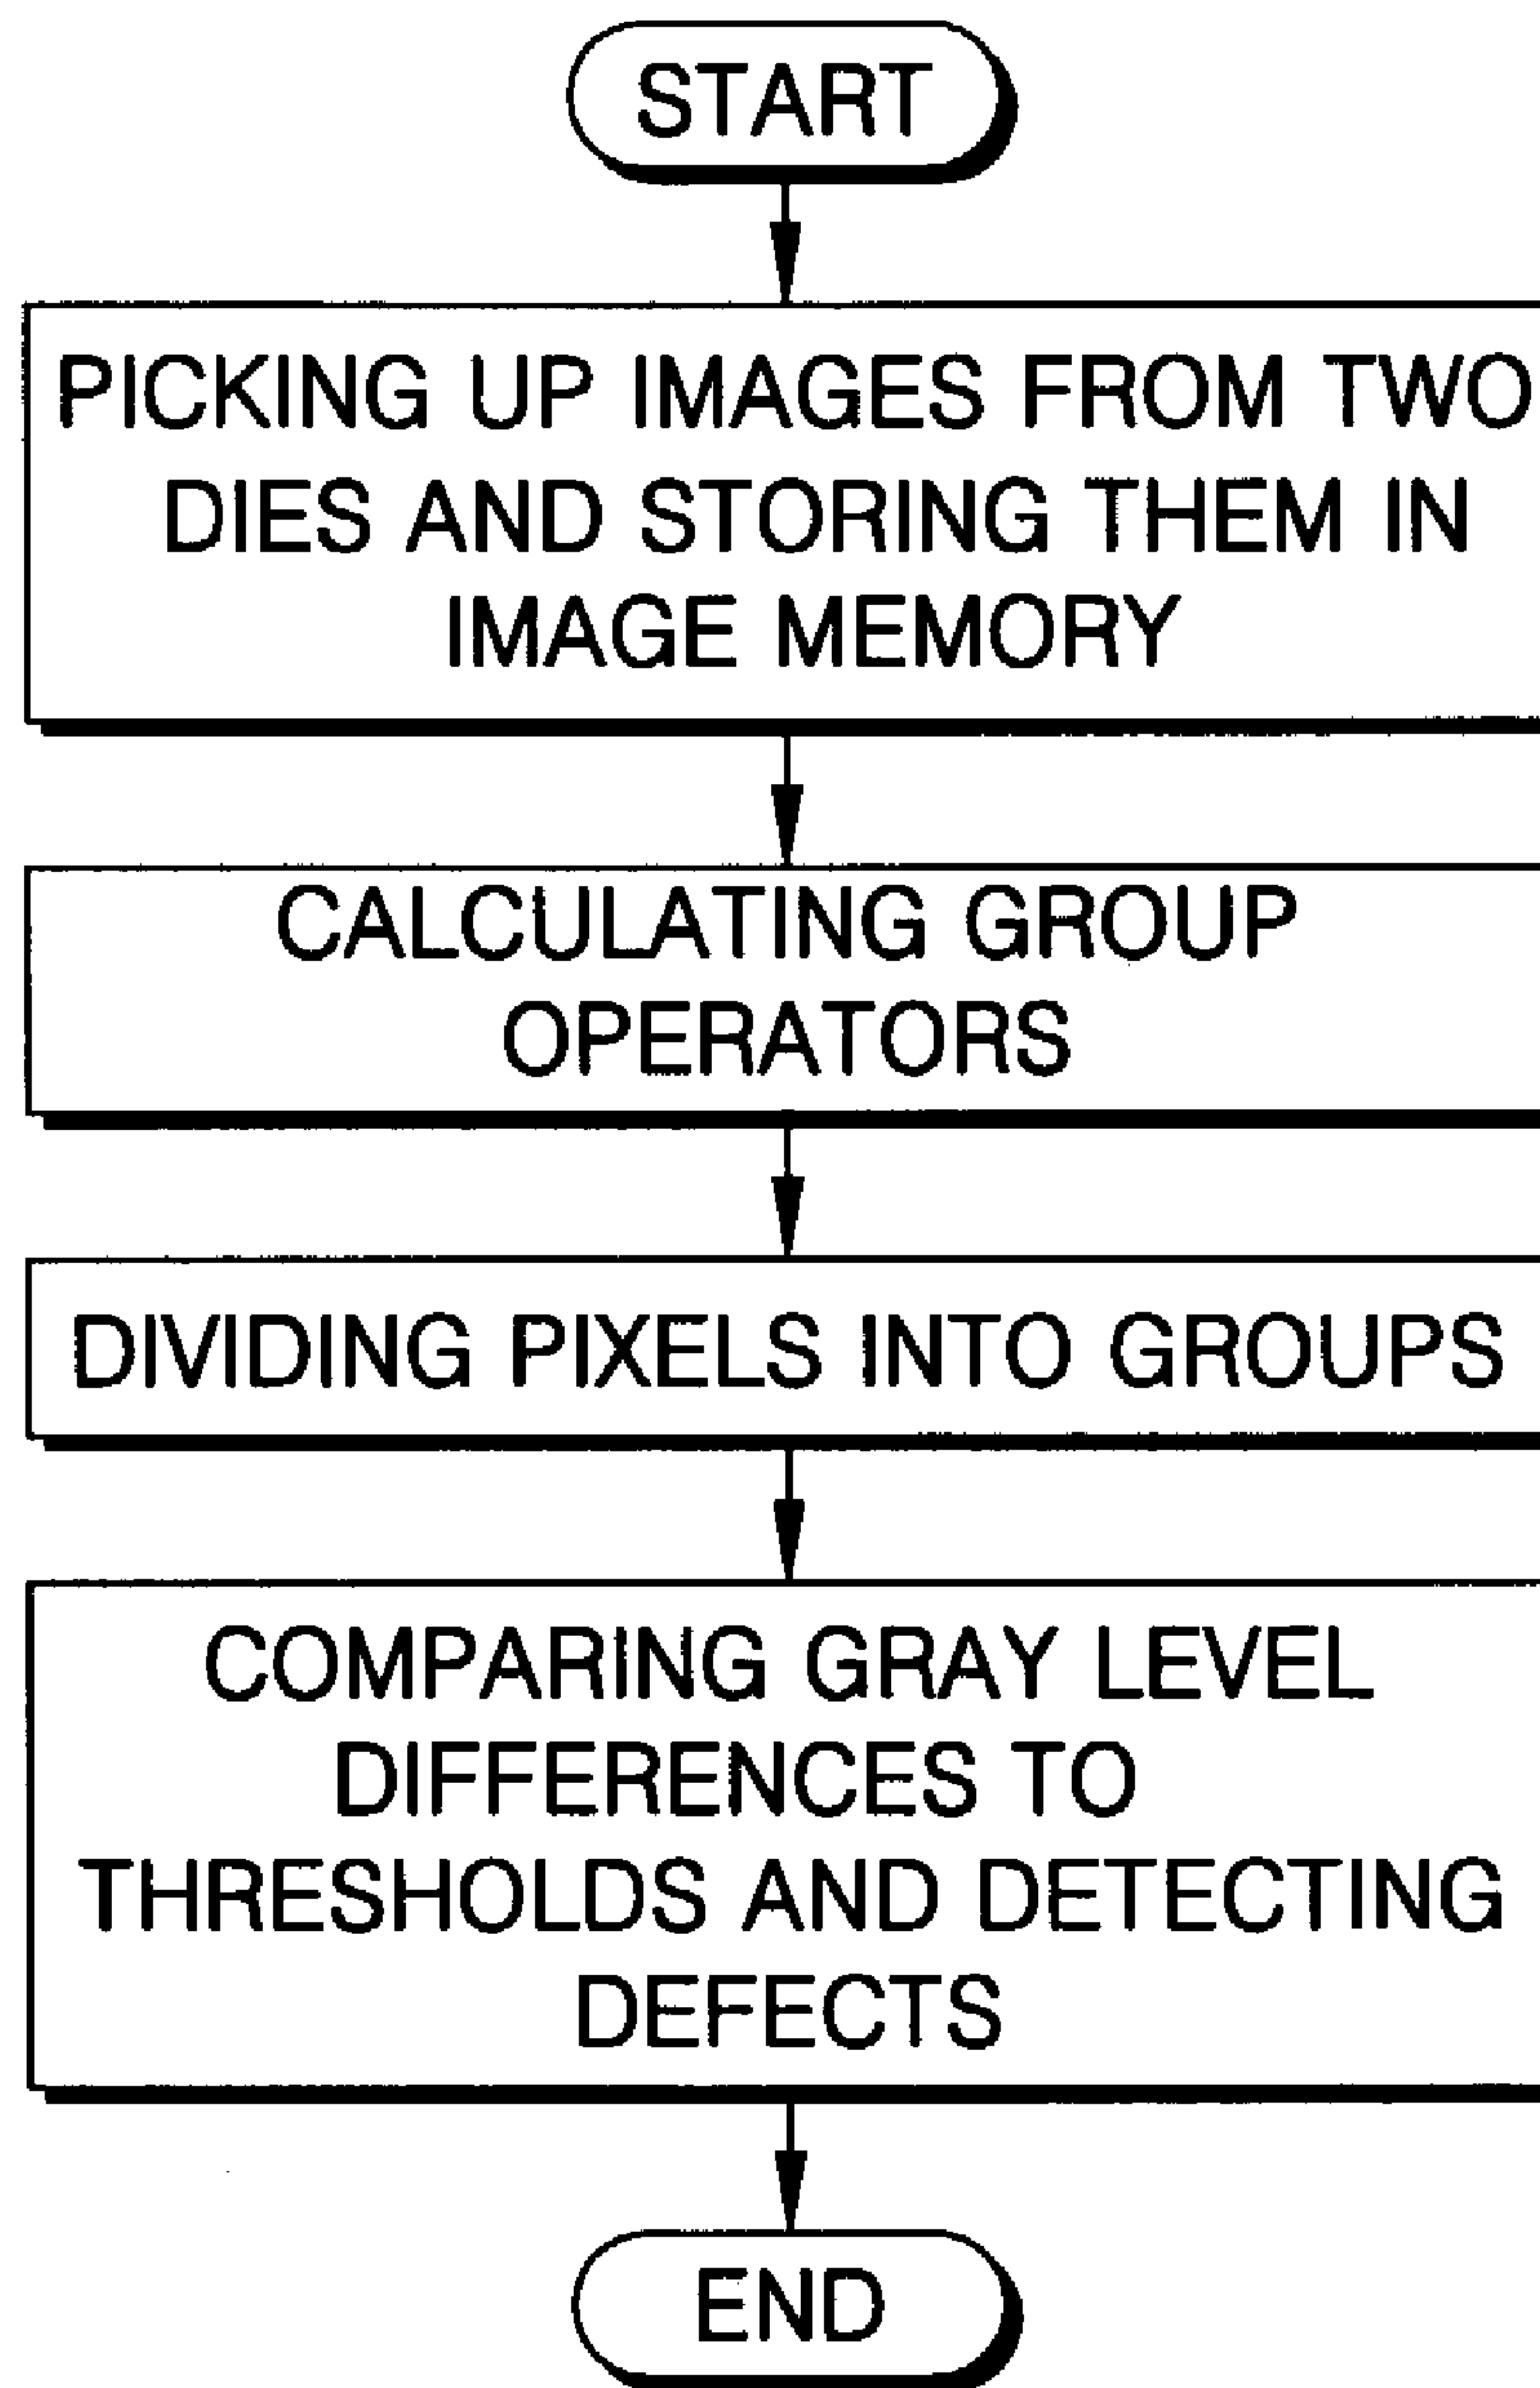 START
PICKING UP IMAGES FROM TWO
DIES AND STORING THEM IN
IMAGE MEMORY
CALCULATING GROUP
OPERATORS
DIVIDING PIXELS INTO GROUPS
COMPARING GRAY LEVEL
DIFFERENCES TO
THRESHOLDS AND DETECTING
DEFECTS
END